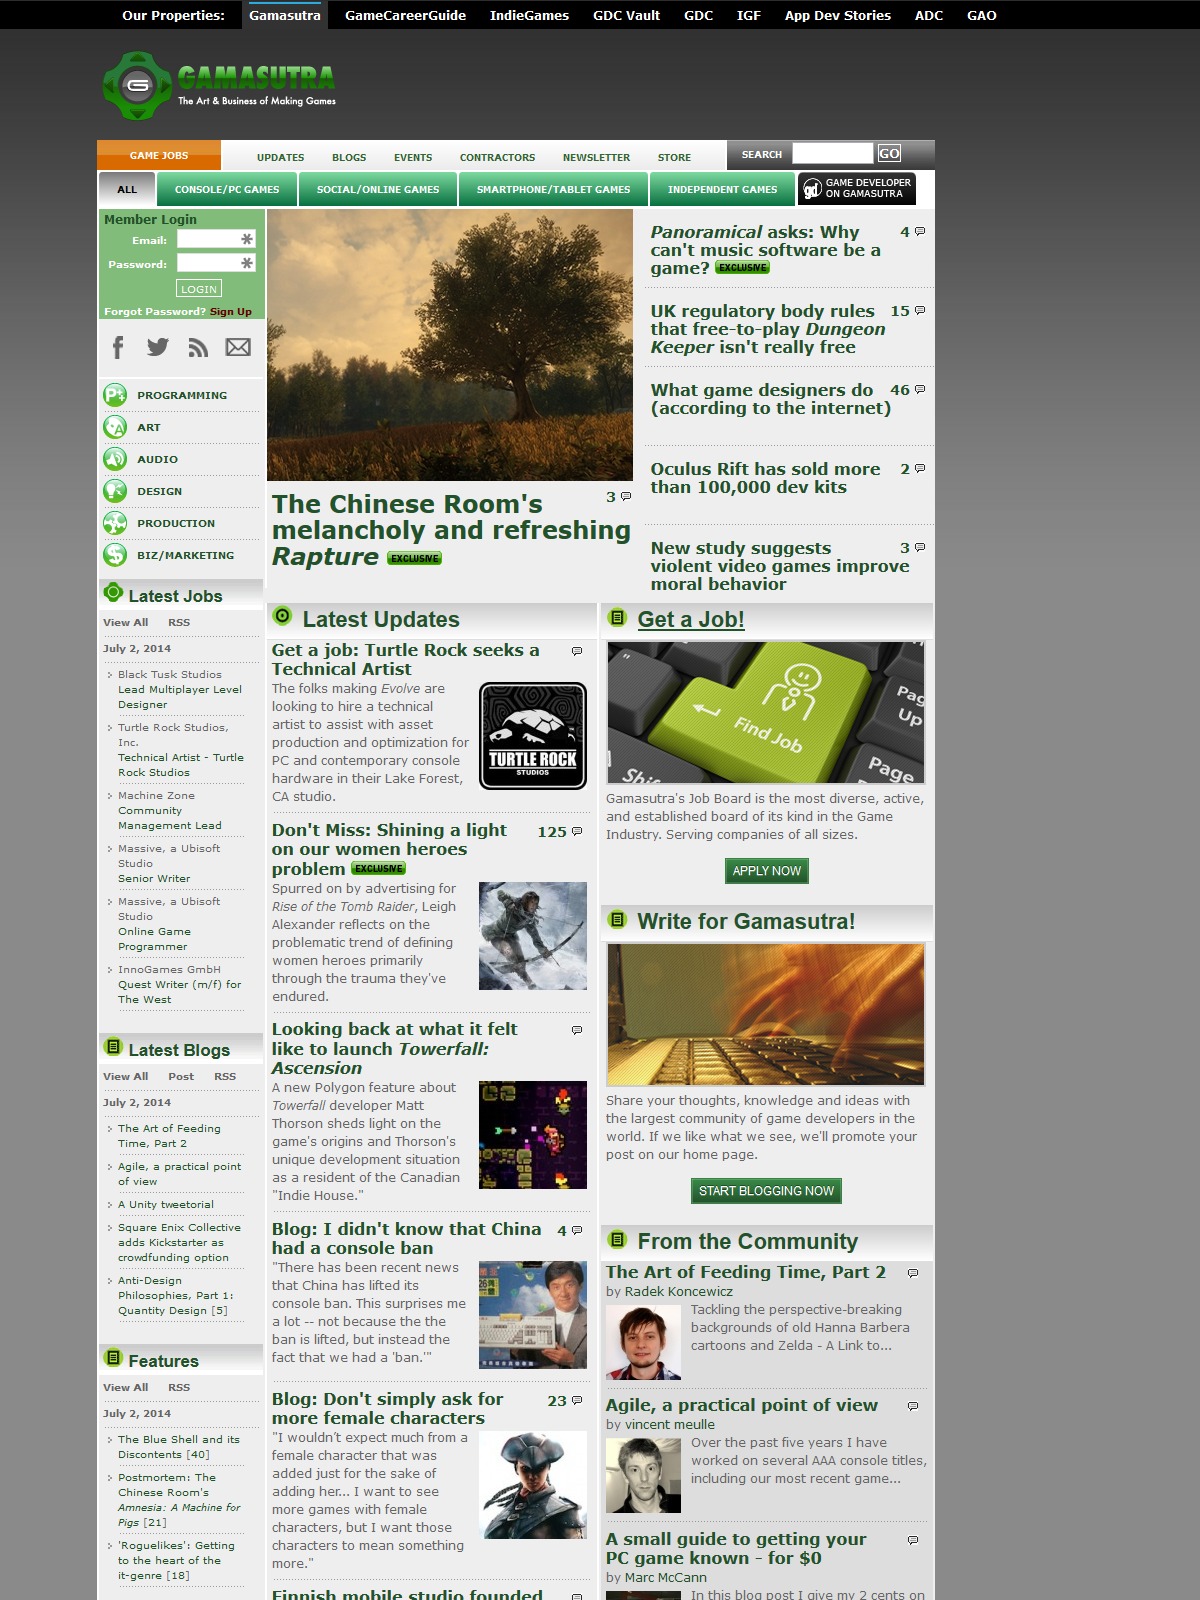 Our Properties: Gamasutra GameCareerGuide IndieGames GDC Vault GDC IGF App Dev Stories ADC GAO
G GAMASUTRA
The Art & Business of Making Games
GAME JOBS UPDATES BLOGS EVENTS CONTRACTORS NEWSLETTER STORE SEARCH GO
ALL CONSOLE/PC GAMES SOCIAL/ONLINE GAMES SMARTPHONE/TABLET GAMES INDEPENDENT GAMES gd GAME DEVELOPER
ON GAMASUTRA
Member Login
Email:
Password:
LOGIN
Forgot Password? Sign Up
PROGRAMMING
ART
AUDIO
DESIGN
PRODUCTION
BIZ/MARKETING
Latest Jobs
View All RSS
July 2, 2014
Black Tusk Studios
Lead Multiplayer Level
Designer
Turtle Rock Studios,
Inc.
Technical Artist - Turtle
Rock Studios
Machine Zone
Community
Management Lead
Massive, a Ubisoft
Studio
Senior Writer
Massive, a Ubisoft
Studio
Online Game
Programmer
InnoGames GmbH
Quest Writer (m/f) for
The West
Latest Blogs
View All Post RSS
July 2, 2014
The Art of Feeding
Time, Part 2
Agile, a practical point
of view
A Unity tweetorial
Square Enix Collective
adds Kickstarter as
crowdfunding option
Anti-Design
Philosophies, Part 1:
Quantity Design [5]
Features
View All RSS
July 2, 2014
The Blue Shell and its
Discontents [40]
Postmortem: The
Chinese Room's
Amnesia: A Machine for
Pigs [21]
'Roguelikes': Getting
to the heart of the
it-genre [18]
The Chinese Room's 3
melancholy and refreshing
Rapture EXCLUSIVE
Panoramical asks: Why 4
can't music software be a
game? EXCLUSIVE
UK regulatory body rules 15
that free-to-play Dungeon
Keeper isn't really free
What game designers do 46
(according to the internet)
Oculus Rift has sold more 2
than 100,000 dev kits
New study suggests 3
violent video games improve
moral behavior
Latest Updates
Get a job: Turtle Rock seeks a
Technical Artist
The folks making Evolve are
looking to hire a technical
artist to assist with asset
production and optimization for
PC and contemporary console
hardware in their Lake Forest,
CA studio.
TURTLE ROCK
STUDIOS
Don't Miss: Shining a light 125
on our women heroes
problem EXCLUSIVE
Spurred on by advertising for
Rise of the Tomb Raider, Leigh
Alexander reflects on the
problematic trend of defining
women heroes primarily
through the trauma they've
endured.
Looking back at what it felt
like to launch Towerfall:
Ascension
A new Polygon feature about
Towerfall developer Matt
Thorson sheds light on the
game's origins and Thorson's
unique development situation
as a resident of the Canadian
"Indie House."
Blog: I didn't know that China 4
had a console ban
"There has been recent news
that China has lifted its
console ban. This surprises me
a lot -- not because the the
ban is lifted, but instead the
fact that we had a 'ban.'"
Blog: Don't simply ask for 23
more female characters
"I wouldn't expect much from a
female character that was
added just for the sake of
adding her... I want to see
more games with female
characters, but I want those
characters to mean something
more."
Finnish mobile studio founded
Get a Job!
Find Job
Pag
Up
Page
Shif
Gamasutra's Job Board is the most diverse, active,
and established board of its kind in the Game
Industry. Serving companies of all sizes.
APPLY NOW
Write for Gamasutra!
Share your thoughts, knowledge and ideas with
the largest community of game developers in the
world. If we like what we see, we'll promote your
post on our home page.
START BLOGGING NOW
From the Community
The Art of Feeding Time, Part 2
by Radek Koncewicz
Tackling the perspective-breaking
backgrounds of old Hanna Barbera
cartoons and Zelda - A Link to...
Agile, a practical point of view
by vincent meulle
Over the past five years I have
worked on several AAA console titles,
including our most recent game...
A small guide to getting your
PC game known - for $0
by Marc McCann
In this blog post I give my 2 cents on